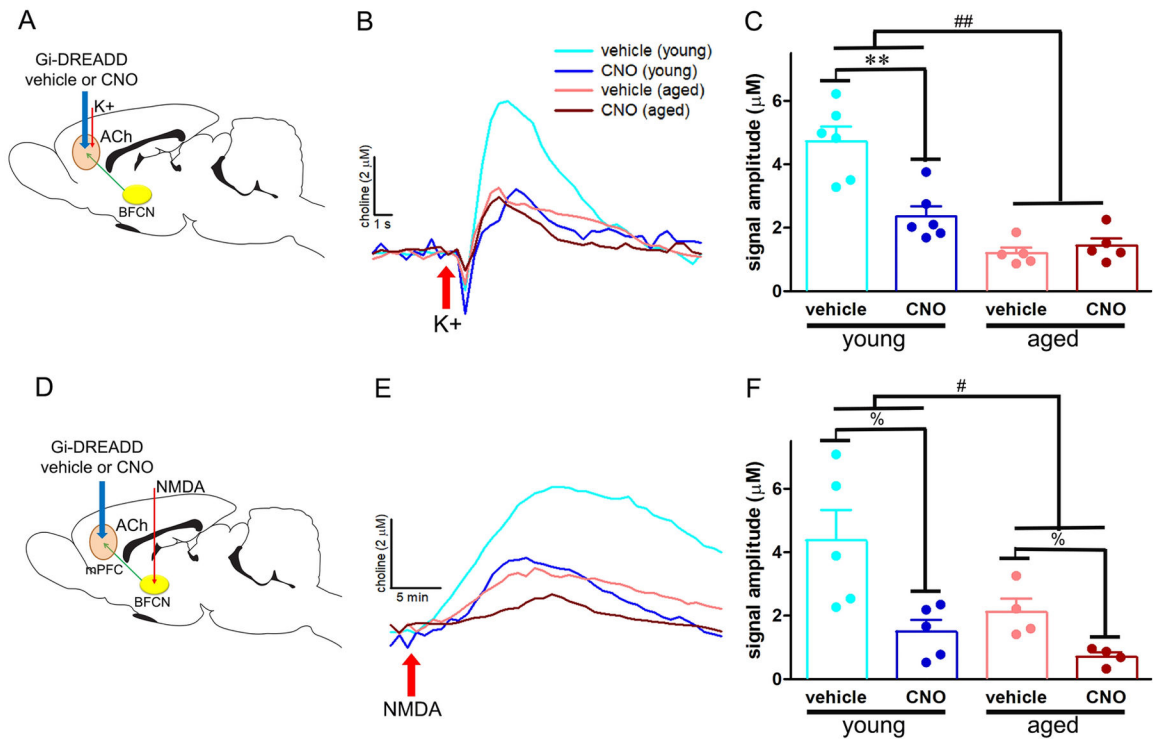 A
Gi-DREADD
vehicle or CNO
K+
ACh
BFCN
B
vehicle (young)
CNO (young)
vehicle (aged)
CNO (aged)
choline (2 μM)
1 s
K+
C
##
**
signal amplitude (μM)
6
4
2
0
vehicle CNO vehicle CNO
young aged
D
Gi-DREADD
vehicle or CNO
NMDA
ACh
mPFC
BFCN
E
choline (2 μM)
5 min
NMDA
F
#
%
%
signal amplitude (μM)
6
4
2
0
vehicle CNO vehicle CNO
young aged